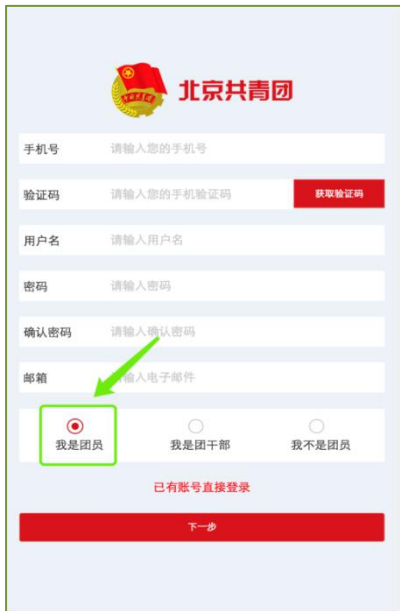 北京共青团
手机号 请输入您的手机号
验证码 请输入您的手机验证码 获取验证码
用户名 请输入用户名
密码 请输入密码
确认密码 请输入确认密码
邮箱 请输入电子邮件
我是团员 我是团干部 我不是团员
已有账号直接登录
下一步